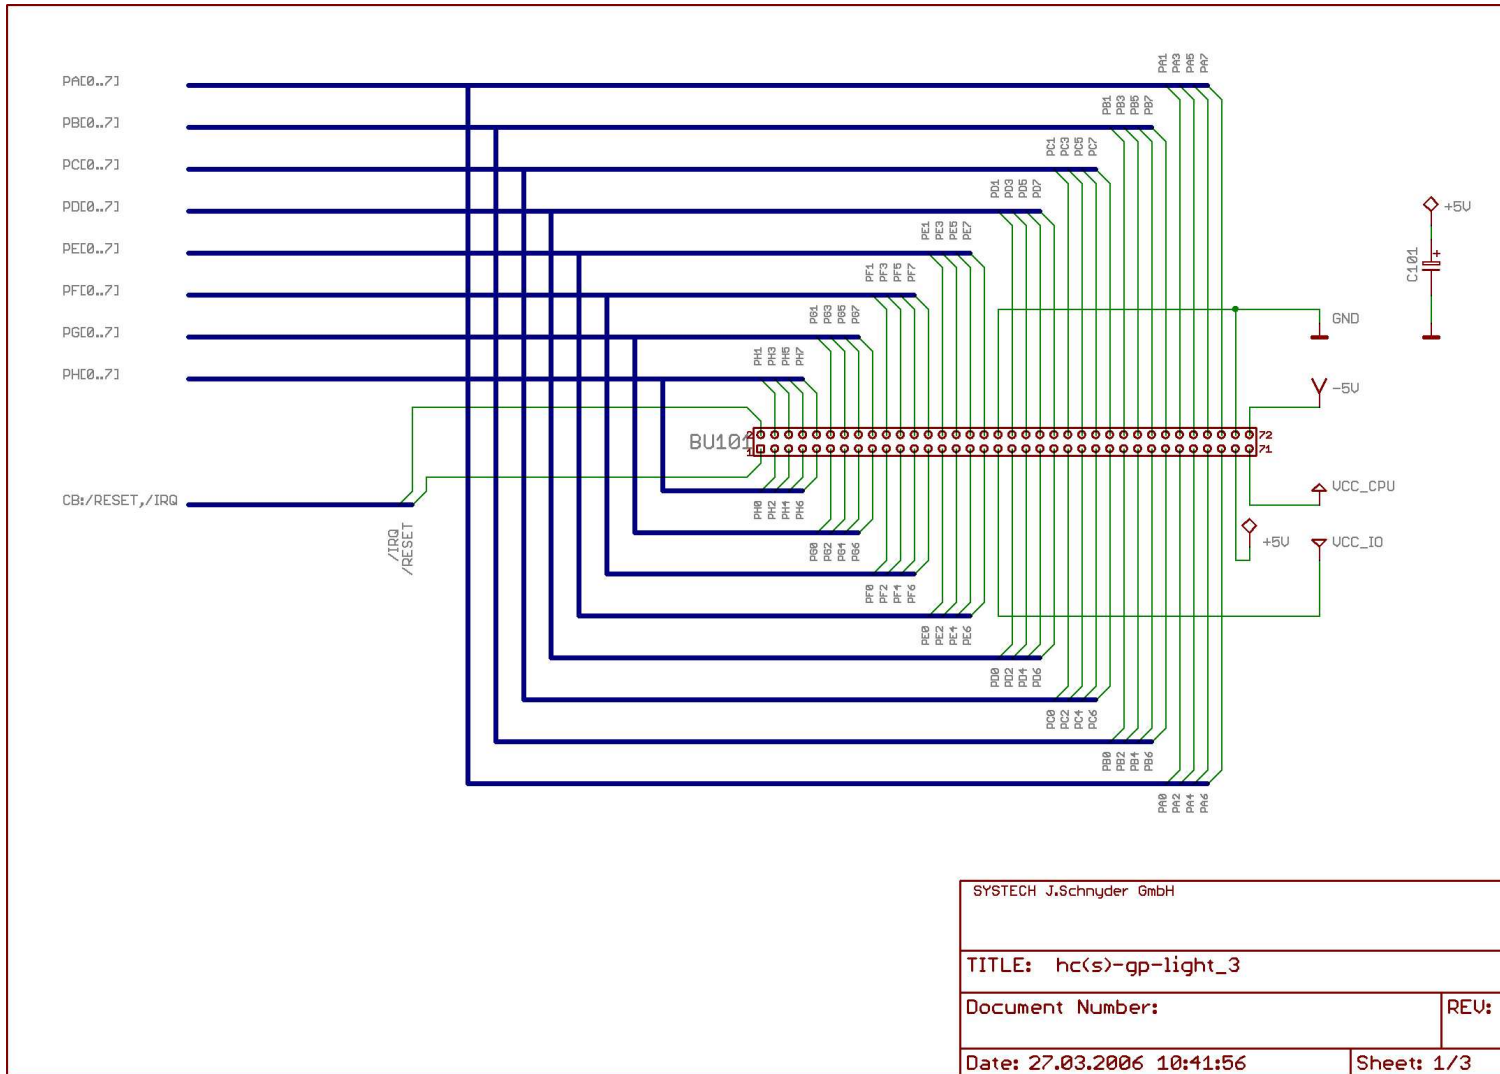 PA[0..7]
PB[0..7]
PC[0..7]
PD[0..7]
PE[0..7]
PF[0..7]
PG[0..7]
PH[0..7]
CB:/RESET,/IRQ
/IRQ
/RESET
PA1 PA3 PA5 PA7
PB1 PB3 PB5 PB7
PC1 PC3 PC5 PC7
PD1 PD3 PD5 PD7
PE1 PE3 PE5 PE7
PF1 PF3 PF5 PF7
PG1 PG3 PG5 PG7
PH1 PH3 PH5 PH7
BU101
2
1
72
71
PH0 PH2 PH4 PH6
PG0 PG2 PG4 PG6
PF0 PF2 PF4 PF6
PE0 PE2 PE4 PE6
PD0 PD2 PD4 PD6
PC0 PC2 PC4 PC6
PB0 PB2 PB4 PB6
PA0 PA2 PA4 PA6
+5V
C101
+
GND
-5V
VCC_CPU
+5V
VCC_IO
SYSTECH J.Schnyder GmbH
TITLE: hc(s)-gp-light_3
Document Number:
REV:
Date: 27.03.2006 10:41:56
Sheet: 1/3